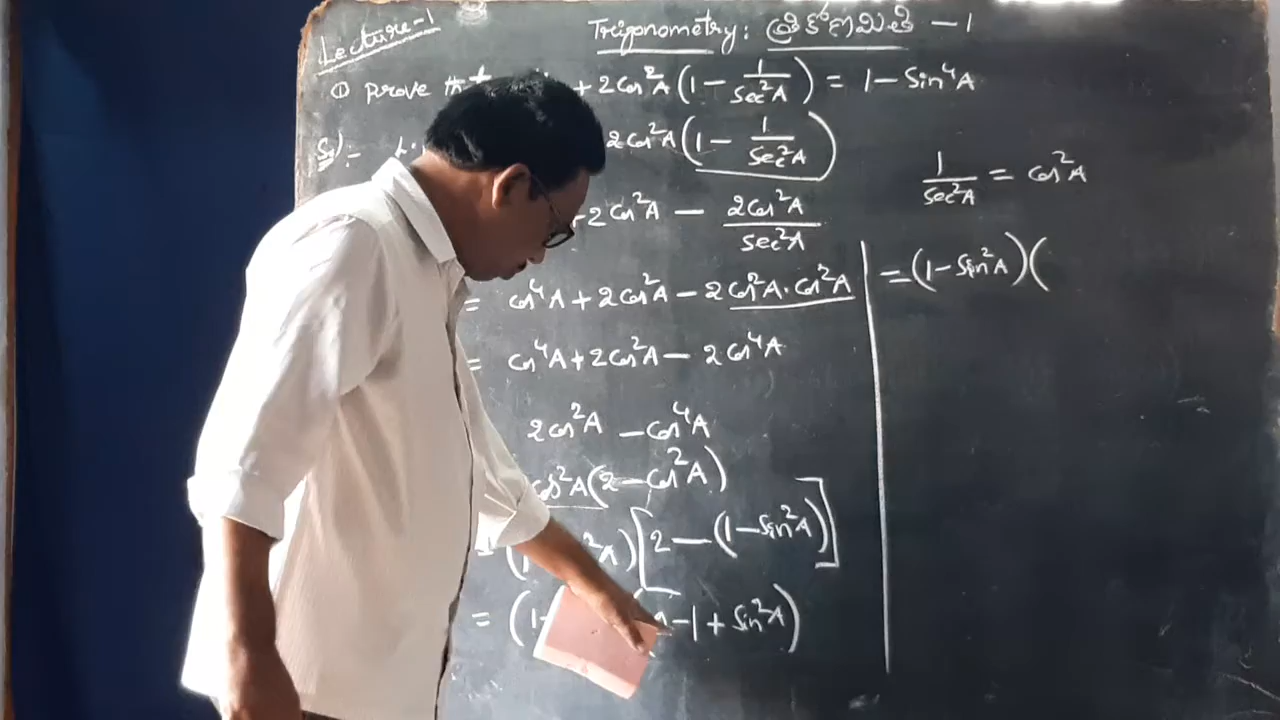 Lecture-1
Trigonometry: త్రికోణమితి - 1
① prove + 2Cos²A (1 - 1/Sec²A) = 1 - Sin⁴A
Sol:- 2Cos²A (1 - 1/Sec²A)
2Cos²A - 2Cos²A/Sec²A
= Cos⁴A + 2Cos²A - 2Cos²A·Cos²A
= Cos⁴A + 2Cos²A - 2Cos⁴A
2Cos²A - Cos⁴A
Cos²A (2 - Cos²A)
= (1 ²A) [2 - (1 - Sin²A)]
= (1- -1 + Sin²A)
1/Sec²A = Cos²A
= (1 - Sin²A)(